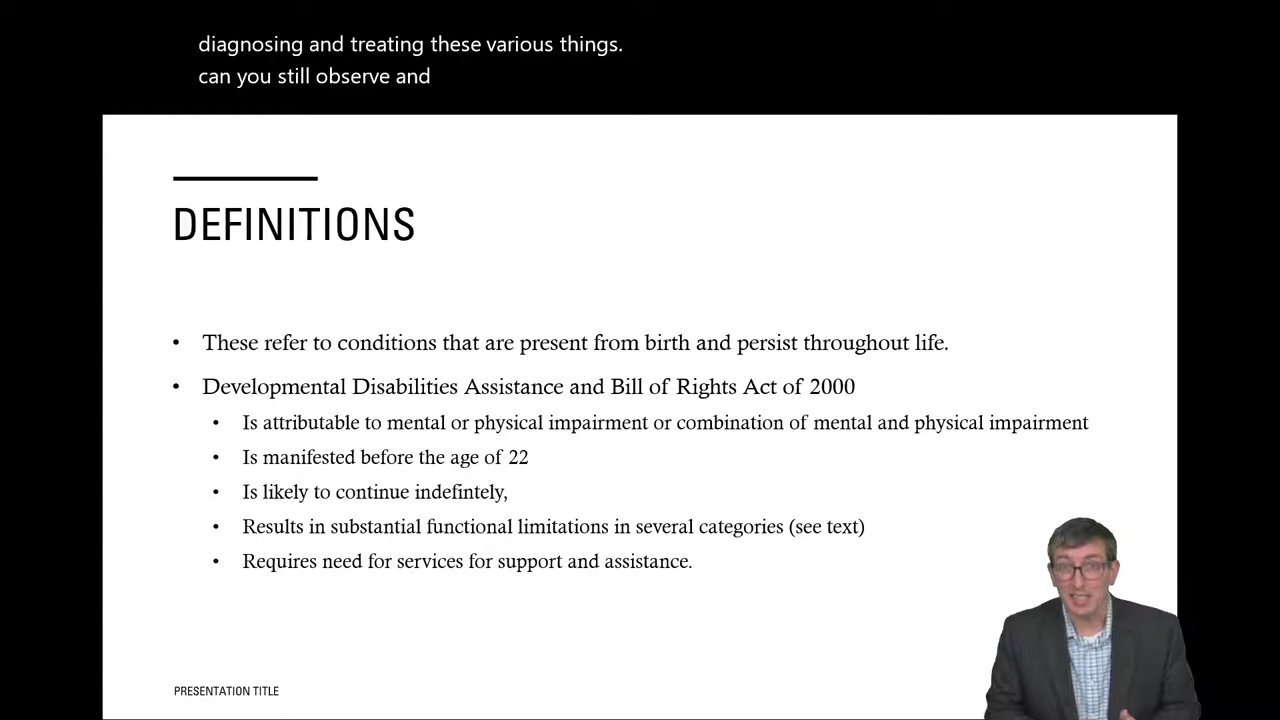 diagnosing and treating these various things.
can you still observe and
DEFINITIONS
• These refer to conditions that are present from birth and persist throughout life.
• Developmental Disabilities Assistance and Bill of Rights Act of 2000
• Is attributable to mental or physical impairment or combination of mental and physical impairment
• Is manifested before the age of 22
• Is likely to continue indefintely,
• Results in substantial functional limitations in several categories (see text)
• Requires need for services for support and assistance.
PRESENTATION TITLE